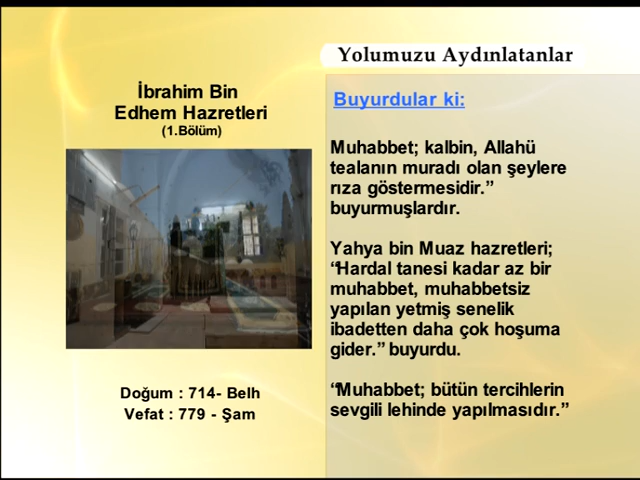 Yolumuzu Aydınlatanlar
İbrahim Bin
Edhem Hazretleri
(1.Bölüm)
Doğum : 714- Belh
Vefat : 779 - Şam
Buyurdular ki:
Muhabbet; kalbin, Allahü
tealanın muradı olan şeylere
rıza göstermesidir.”
buyurmuşlardır.
Yahya bin Muaz hazretleri;
“Hardal tanesi kadar az bir
muhabbet, muhabbetsiz
yapılan yetmiş senelik
ibadetten daha çok hoşuma
gider.” buyurdu.
“Muhabbet; bütün tercihlerin
sevgili lehinde yapılmasıdır.”